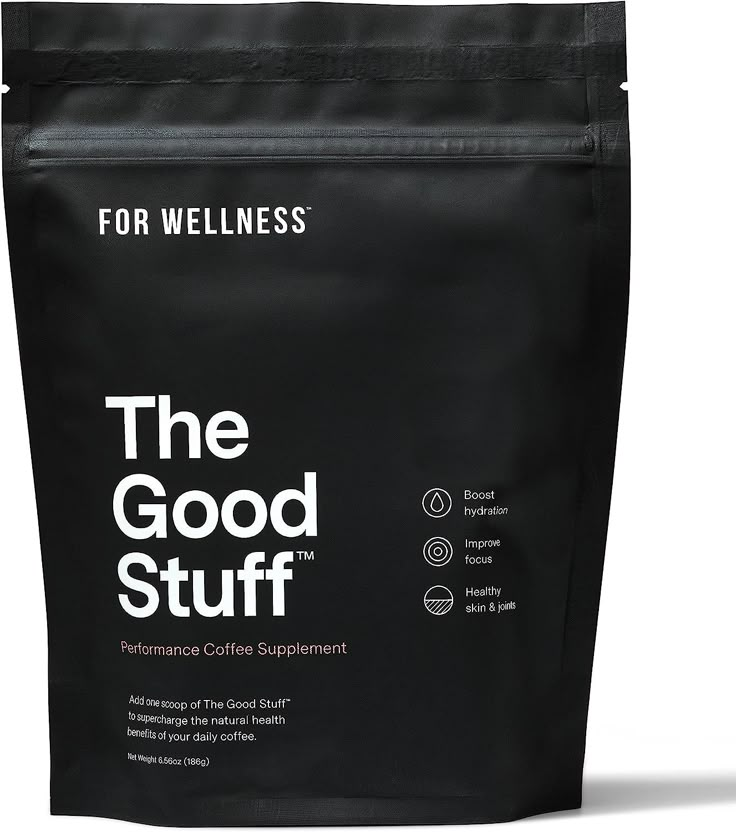 FOR WELLNESS™
The
Good
Stuff™
Performance Coffee Supplement
Add one scoop of The Good Stuff™
to supercharge the natural health
benefits of your daily coffee.
Net Weight 6.56oz (186g)
Boost
hydration
Improve
focus
Healthy
skin & joints